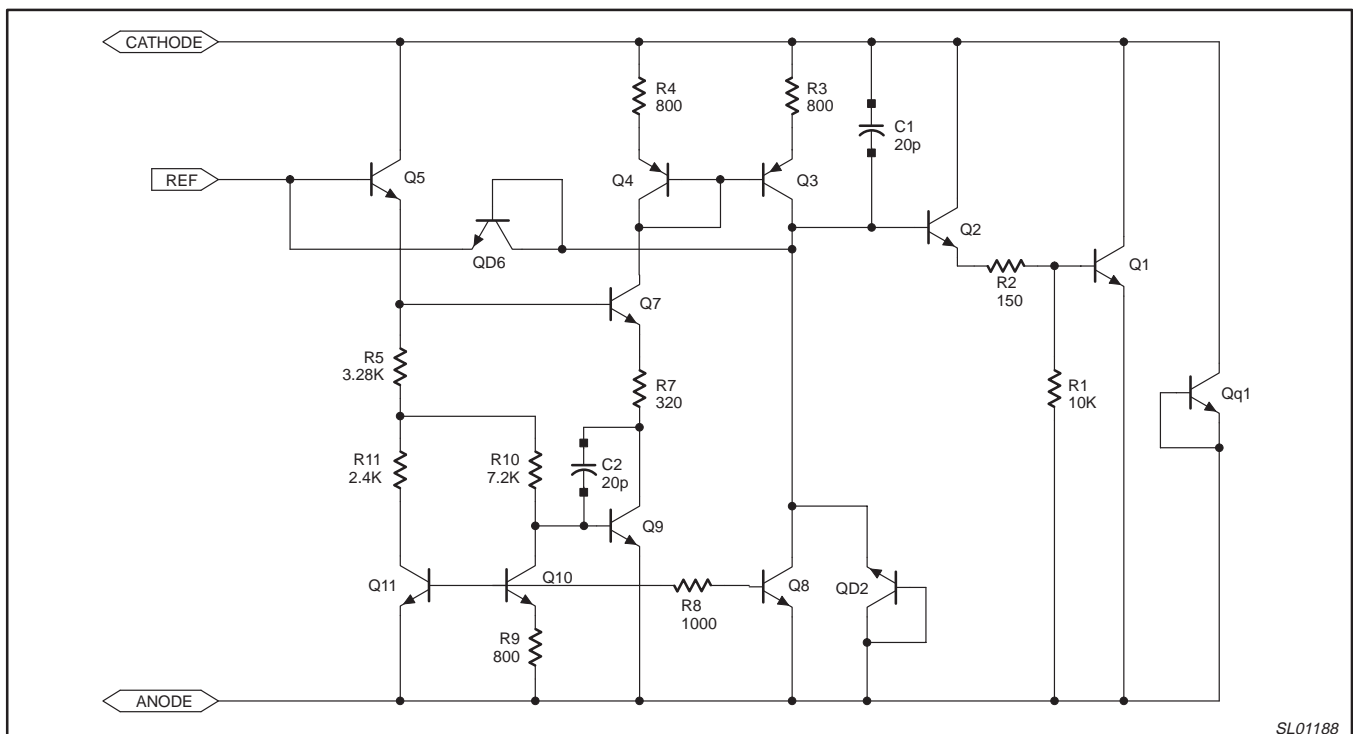 CATHODE
R4
800
R3
800
C1
20p
REF
Q5
Q4
Q3
Q2
QD6
Q1
R2
150
Q7
R5
3.28K
R7
320
R1
10K
Qq1
R11
2.4K
R10
7.2K
C2
20p
Q9
Q11
Q10
Q8
QD2
R8
1000
R9
800
ANODE
SL01188